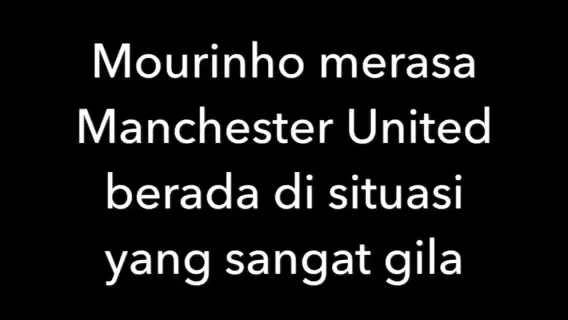 Mourinho merasa
Manchester United
berada di situasi
yang sangat gila